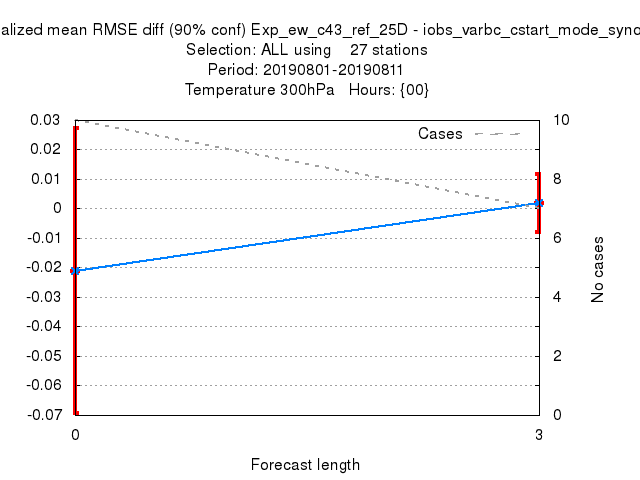 alized mean RMSE diff (90% conf) Exp_ew_c43_ref_25D - iobs_varbc_cstart_mode_syno
Selection: ALL using 27 stations
Period: 20190801-20190811
Temperature 300hPa Hours: {00}
Cases
0.03
0.02
0.01
0
-0.01
-0.02
-0.03
-0.04
-0.05
-0.06
-0.07
10
8
6
4
2
0
No cases
0 3
Forecast length